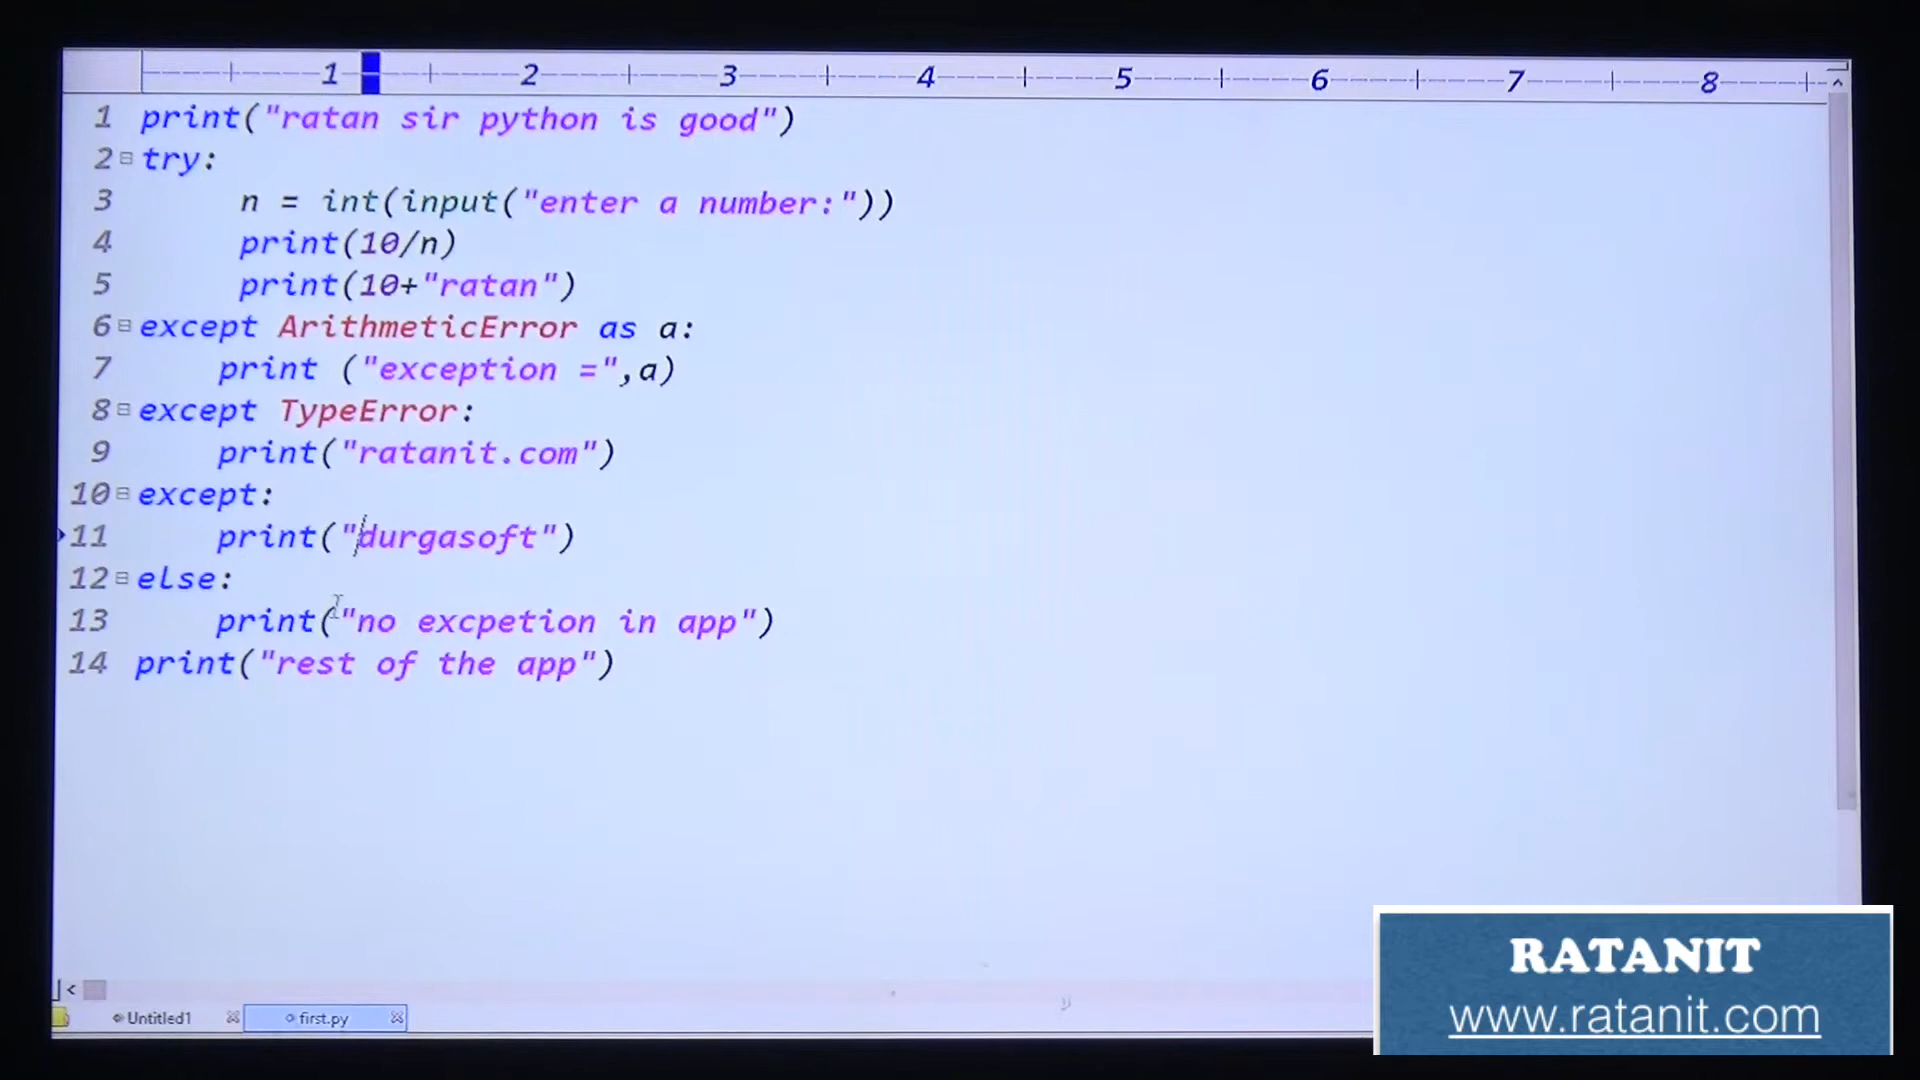 1 2 3 4 5 6 7 8
1 print("ratan sir python is good")
2 try:
3 n = int(input("enter a number:"))
4 print(10/n)
5 print(10+"ratan")
6 except ArithmeticError as a:
7 print ("exception =",a)
8 except TypeError:
9 print("ratanit.com")
10 except:
11 print("durgasoft")
12 else:
13 print("no excpetion in app")
14 print("rest of the app")
Untitled1 first.py
RATANIT
www.ratanit.com